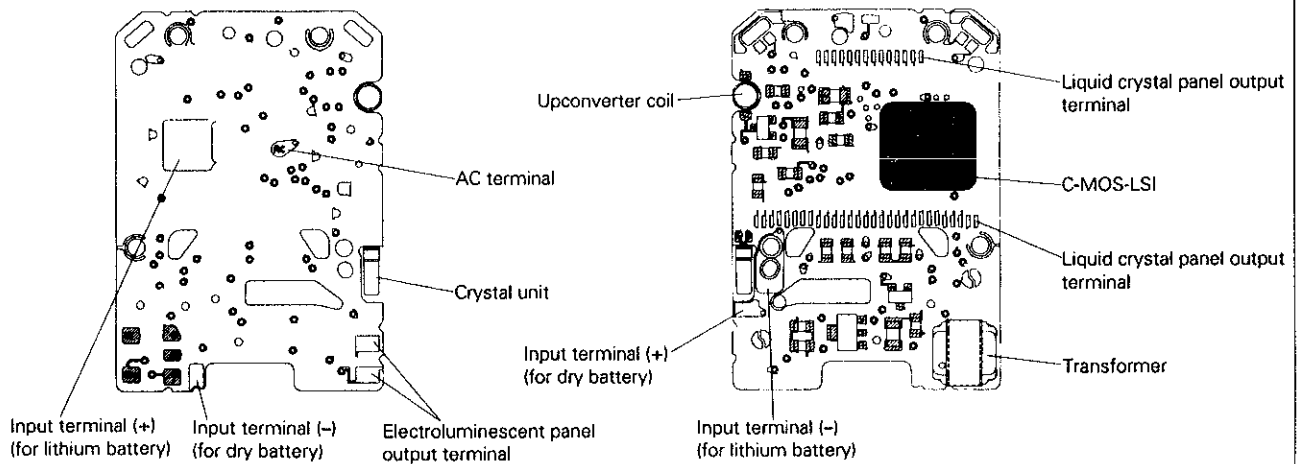 AC
AC terminal
Crystal unit
Input terminal (+)
(for lithium battery)
Input terminal (–)
(for dry battery)
Electroluminescent panel
output terminal
Upconverter coil
Liquid crystal panel output
terminal
C-MOS-LSI
Liquid crystal panel output
terminal
Transformer
Input terminal (+)
(for dry battery)
Input terminal (–)
(for lithium battery)